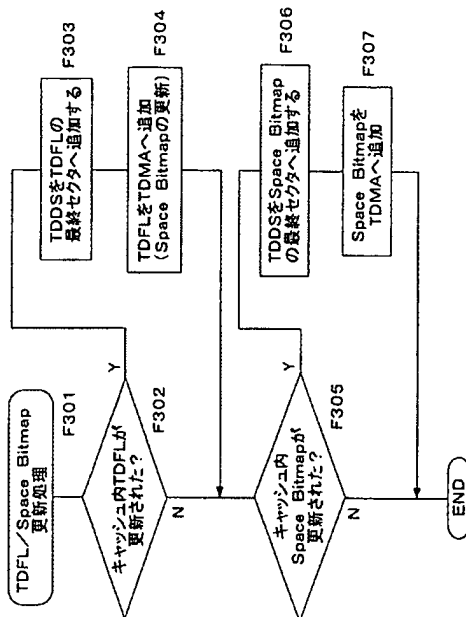 TDFL／Space Bitmap
更新処理
F301
キャッシュ内TDFLが
更新された？
F302
Y
N
TDDSをTDFLの
最終セクタへ追加する
F303
TDFLをTDMAへ追加
(Space Bitmapの更新)
F304
キャッシュ内
Space Bitmapが
更新された？
F305
Y
N
TDDSをSpace Bitmap
の最終セクタへ追加する
F306
Space Bitmapを
TDMAへ追加
F307
END